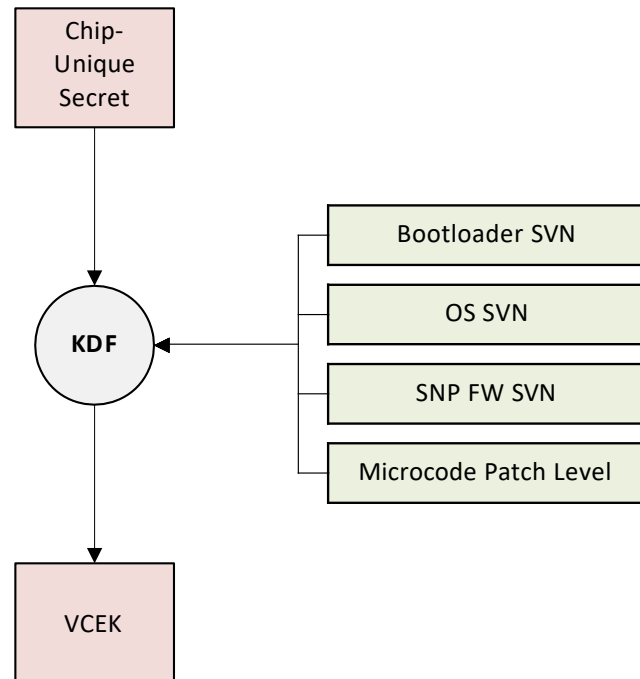 Chip-
Unique
Secret
Bootloader SVN
OS SVN
KDF
SNP FW SVN
Microcode Patch Level
VCEK